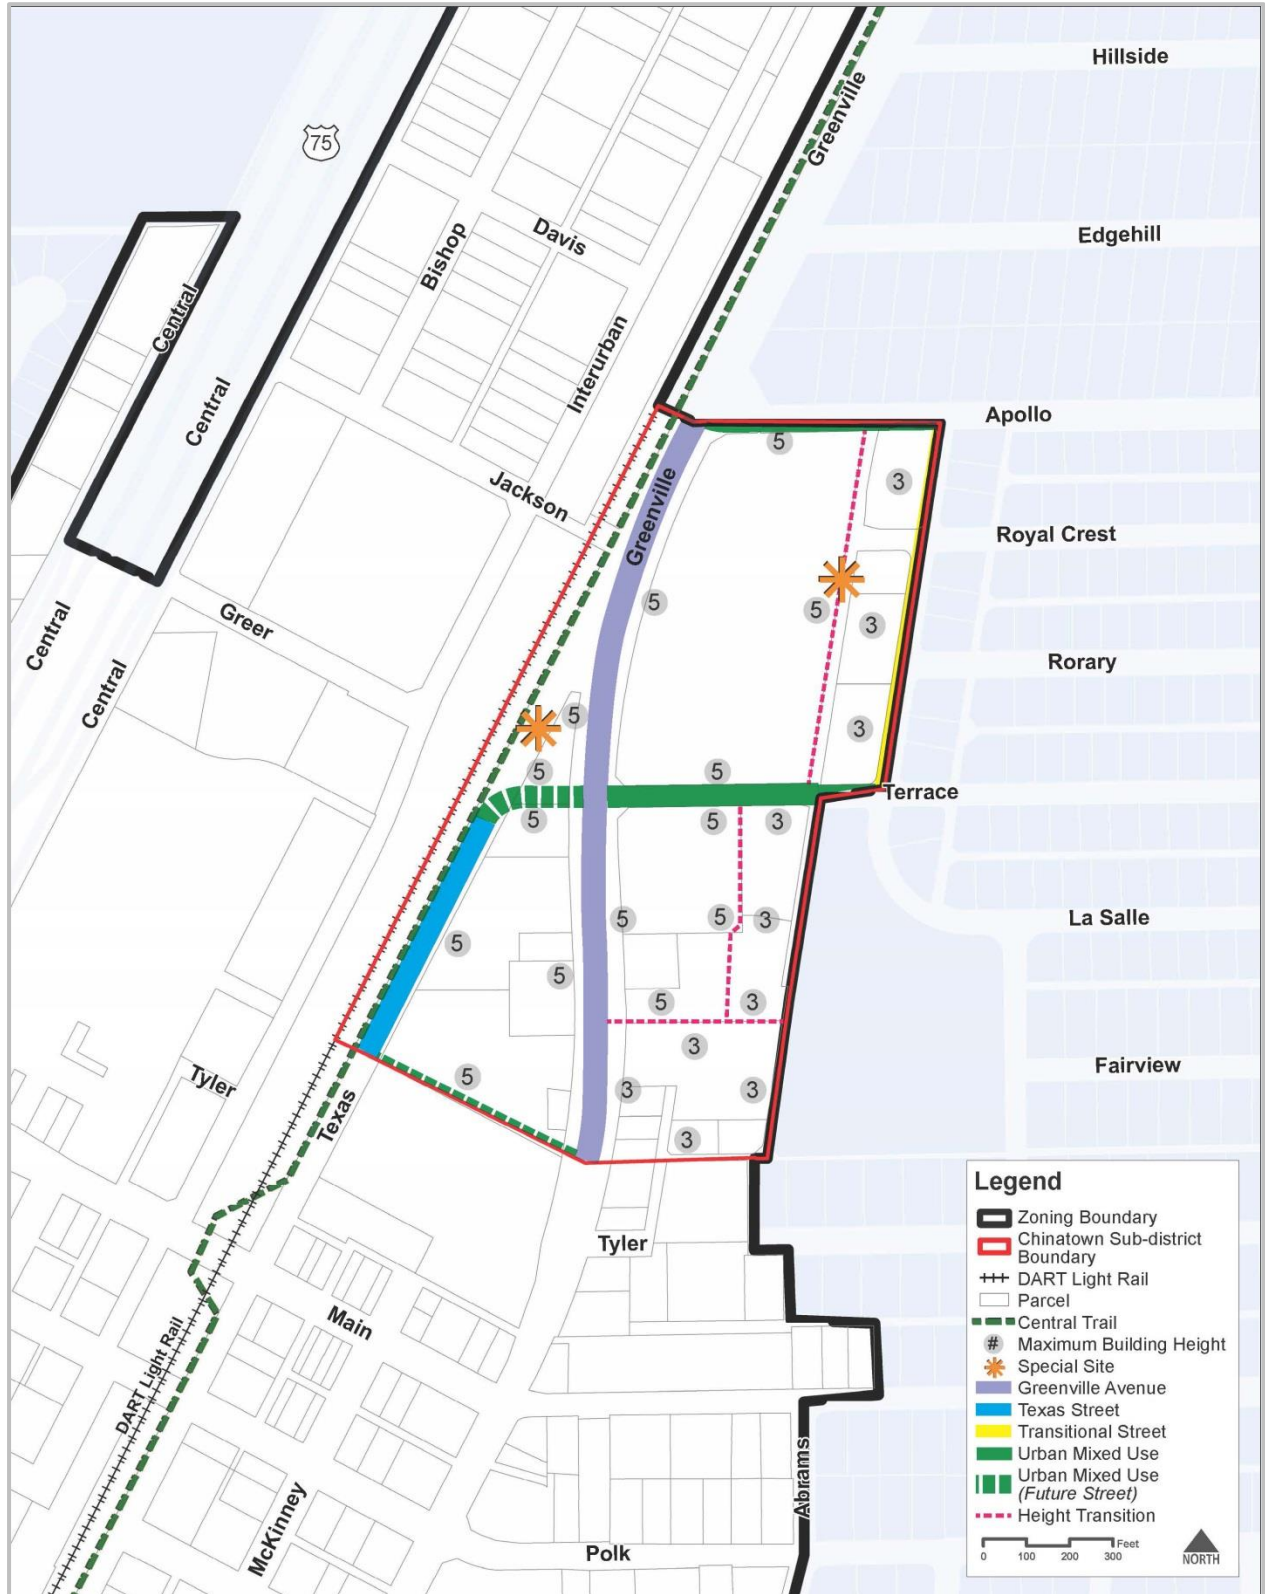 Hillside
Greenville
75
Edgehill
Davis
Bishop
Central
Interurban
Central
Apollo
5
3
Jackson
Greenville
Royal Crest
5
5
3
Greer
Central
Rorary
Central
5
3
5
5
Terrace
5
5
3
5
5
3
La Salle
5
5
5
3
3
Fairview
5
Tyler
3
3
Texas
3
Tyler
Main
DART Light Rail
Abrams
McKinney
Polk
Legend
Zoning Boundary
Chinatown Sub-district
Boundary
DART Light Rail
Parcel
Central Trail
# Maximum Building Height
Special Site
Greenville Avenue
Texas Street
Transitional Street
Urban Mixed Use
Urban Mixed Use
(Future Street)
Height Transition
Feet
0 100 200 300
NORTH